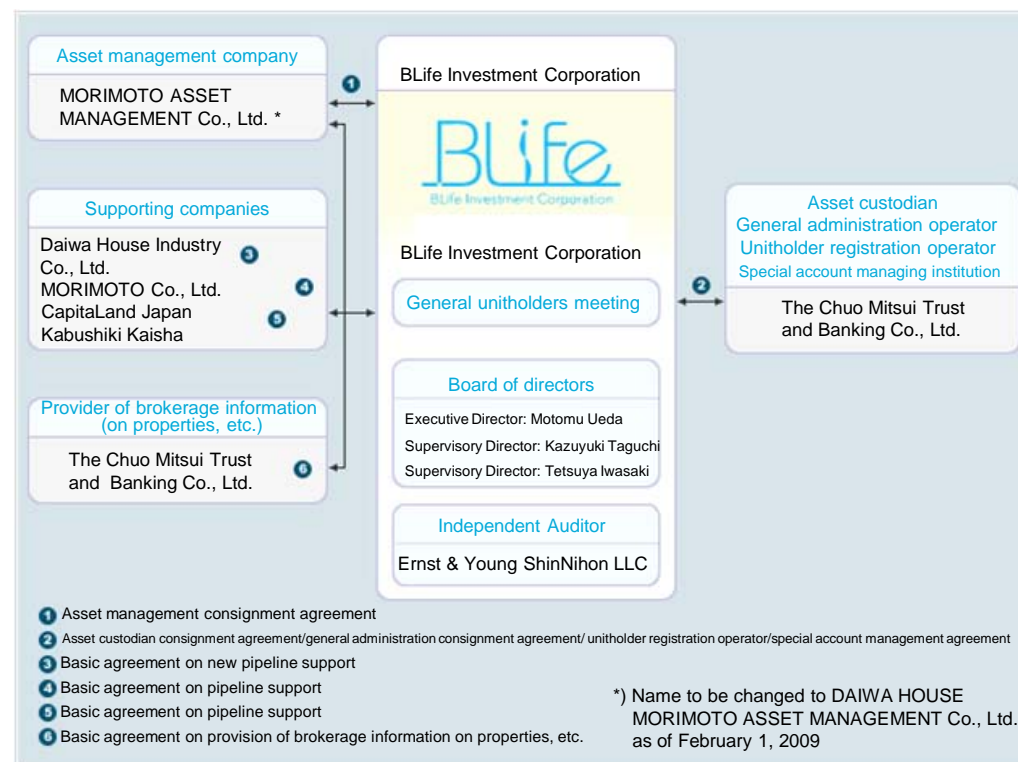 Asset management company
MORIMOTO ASSET
MANAGEMENT Co., Ltd. *
1
Supporting companies
Daiwa House Industry
Co., Ltd.
3
MORIMOTO Co., Ltd.
4
CapitaLand Japan
Kabushiki Kaisha
5
Provider of brokerage information
(on properties, etc.)
The Chuo Mitsui Trust
and Banking Co., Ltd.
6
BLife Investment Corporation
BLife
BLife Investment Corporation
BLife Investment Corporation
General unitholders meeting
Board of directors
Executive Director: Motomu Ueda
Supervisory Director: Kazuyuki Taguchi
Supervisory Director: Tetsuya Iwasaki
Independent Auditor
Ernst & Young ShinNihon LLC
2
Asset custodian
General administration operator
Unitholder registration operator
Special account managing institution
The Chuo Mitsui Trust
and Banking Co., Ltd.
1 Asset management consignment agreement
2 Asset custodian consignment agreement/general administration consignment agreement/ unitholder registration operator/special account management agreement
3 Basic agreement on new pipeline support
4 Basic agreement on pipeline support
5 Basic agreement on pipeline support
6 Basic agreement on provision of brokerage information on properties, etc.
*) Name to be changed to DAIWA HOUSE
MORIMOTO ASSET MANAGEMENT Co., Ltd.
as of February 1, 2009